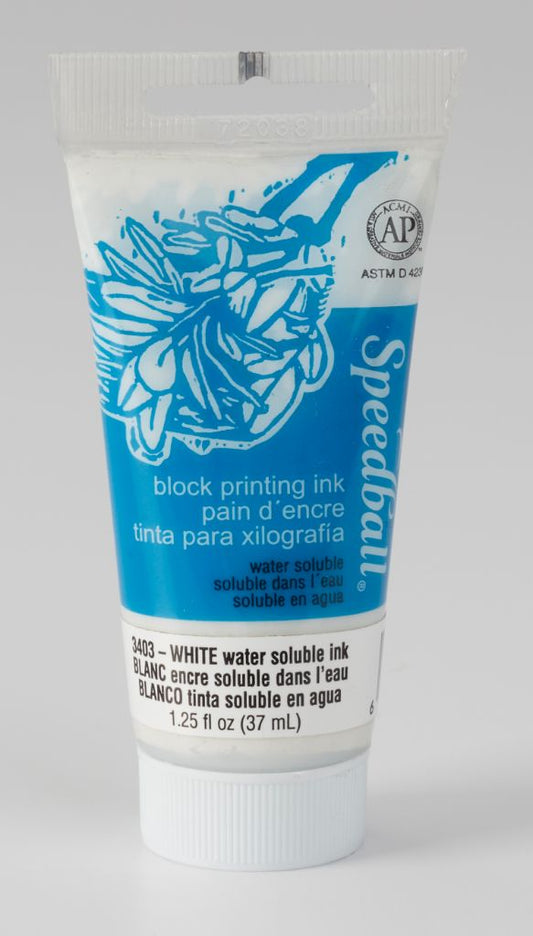 72038
ACMI
AP
ASTM D 4236
Speedball®
block printing ink
pain d´encre
tinta para xilografía
water soluble
soluble dans l´eau
soluble en agua
3403 – WHITE water soluble ink
BLANC encre soluble dans l'eau
BLANCO tinta soluble en agua
1.25 fl oz (37 mL)
6